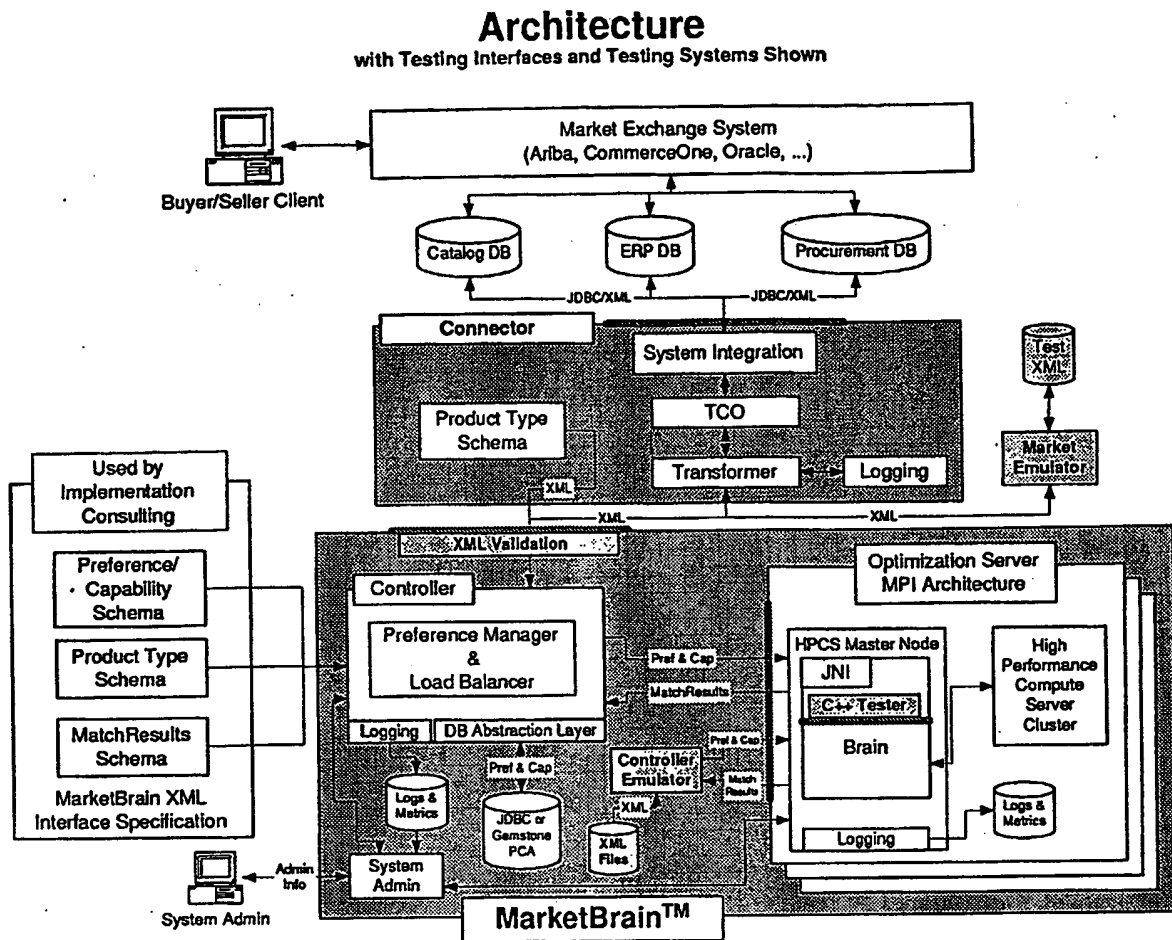 Architecture
with Testing Interfaces and Testing Systems Shown
Market Exchange System
(Ariba, CommerceOne, Oracle, ...)
Buyer/Seller Client
Catalog DB
ERP DB
Procurement DB
JDBC/XML
JDBC/XML
Connector
System Integration
Test
XML
Product Type
Schema
TCO
Market
Emulator
Transformer
Logging
XML
XML
XML
Used by
Implementation
Consulting
XML Validation
Preference/
Capability
Schema
Controller
Optimization Server
MPI Architecture
Preference Manager
&
Load Balancer
HPCS Master Node
High
Performance
Compute
Server
Cluster
Product Type
Schema
Pref & Cap
JNI
MatchResults
C++ Tester
Logging
DB Abstraction Layer
MatchResults
Schema
Pref & Cap
Brain
Pref & Cap
Controller
Emulator
Match
Results
MarketBrain XML
Interface Specification
Logs &
Metrics
XML
JDBC or
Gemstone
PCA
XML
Files
Logs &
Metrics
Logging
Admin
Info
System
Admin
System Admin
MarketBrain™